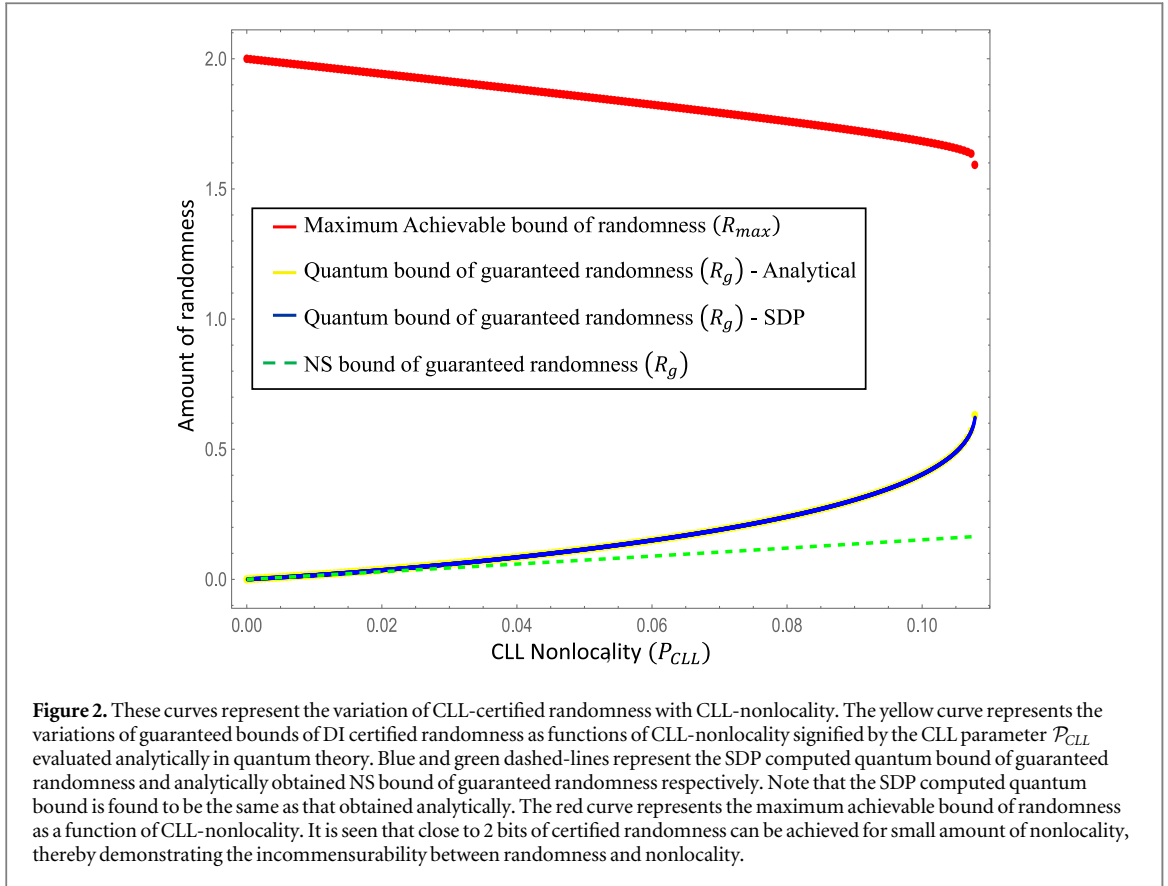 2.0
1.5
1.0
0.5
0.0
Amount of randomness
Maximum Achievable bound of randomness (R_max)
Quantum bound of guaranteed randomness (R_g) - Analytical
Quantum bound of guaranteed randomness (R_g) - SDP
NS bound of guaranteed randomness (R_g)
0.00 0.02 0.04 0.06 0.08 0.10
CLL Nonlocality (P_CLL)
Figure 2. These curves represent the variation of CLL-certified randomness with CLL-nonlocality. The yellow curve represents the
variations of guaranteed bounds of DI certified randomness as functions of CLL-nonlocality signified by the CLL parameter 𝒫_CLL
evaluated analytically in quantum theory. Blue and green dashed-lines represent the SDP computed quantum bound of guaranteed
randomness and analytically obtained NS bound of guaranteed randomness respectively. Note that the SDP computed quantum
bound is found to be the same as that obtained analytically. The red curve represents the maximum achievable bound of randomness
as a function of CLL-nonlocality. It is seen that close to 2 bits of certified randomness can be achieved for small amount of nonlocality,
thereby demonstrating the incommensurability between randomness and nonlocality.